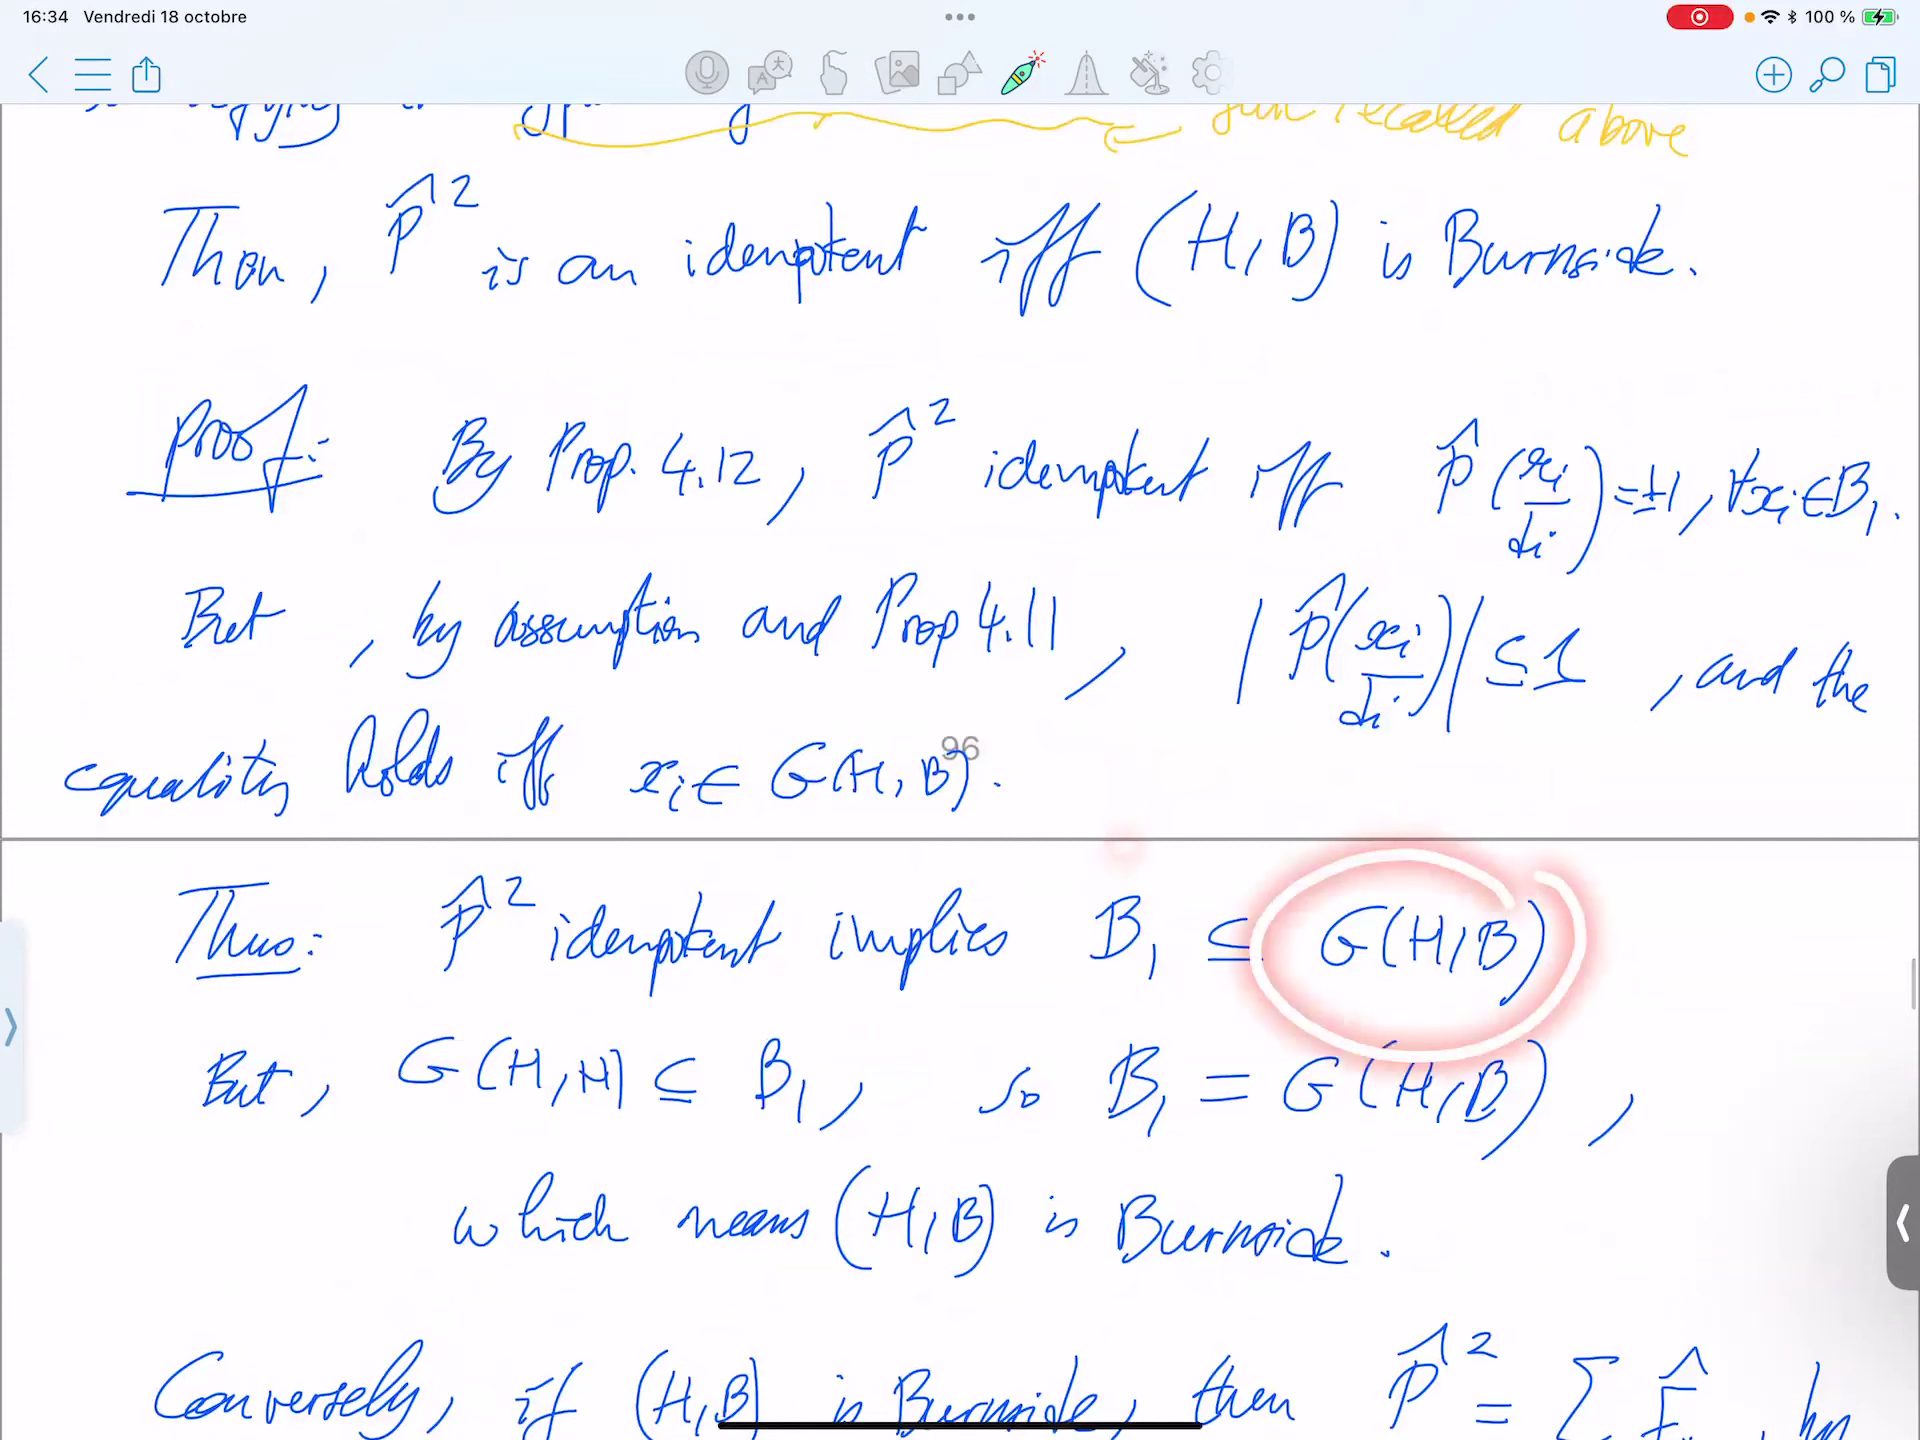 16:34 Vendredi 18 octobre 100 %
recalled above
Then, P̂² is an idempotent iff (H,B) is Burnside.
Proof: By Prop. 4.12, P̂² idempotent iff P̂(xi/di) = ±1, ∀xi∈B1.
But, by assumption and Prop 4.11, |P̂(xi/di)| ≤ 1, and the
equality holds iff xi ∈ G(H,B).
96
Thus: P̂² idempotent implies B1 ⊆ G(H,B)
But, G(H,H) ⊆ B1, so B1 = G(H,B),
which means (H,B) is Burnside.
Conversely, if (H,B) is Burnside, then P̂² = Σ by